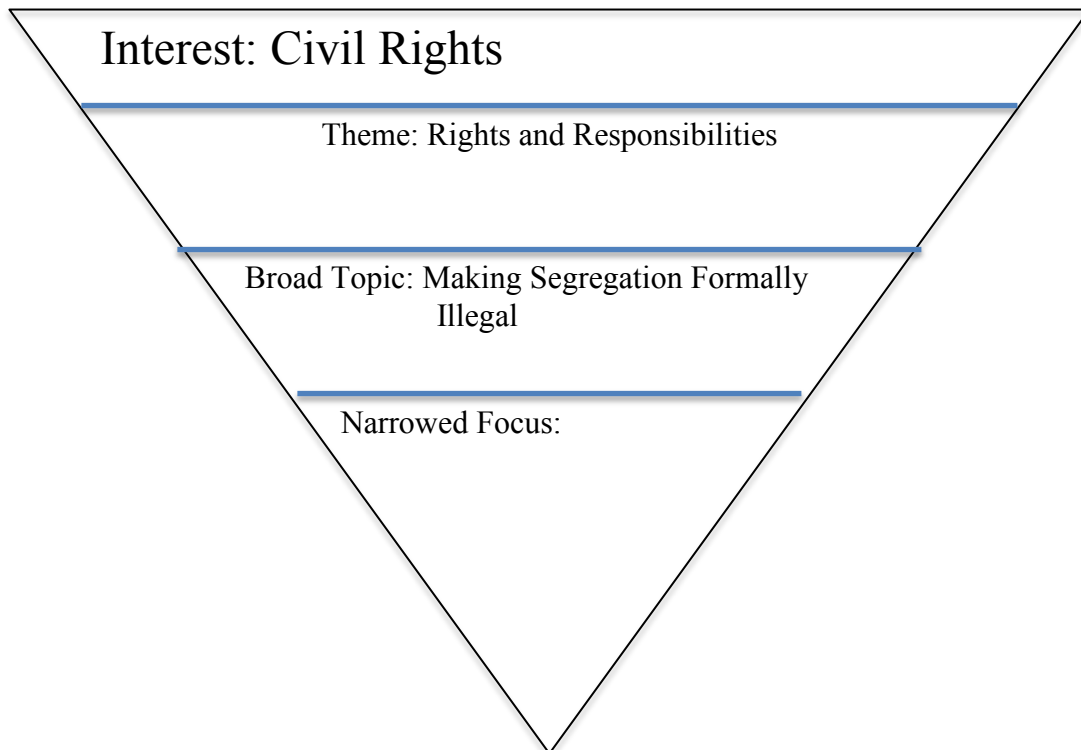 Interest: Civil Rights
Theme: Rights and Responsibilities
Broad Topic: Making Segregation Formally
Illegal
Narrowed Focus: